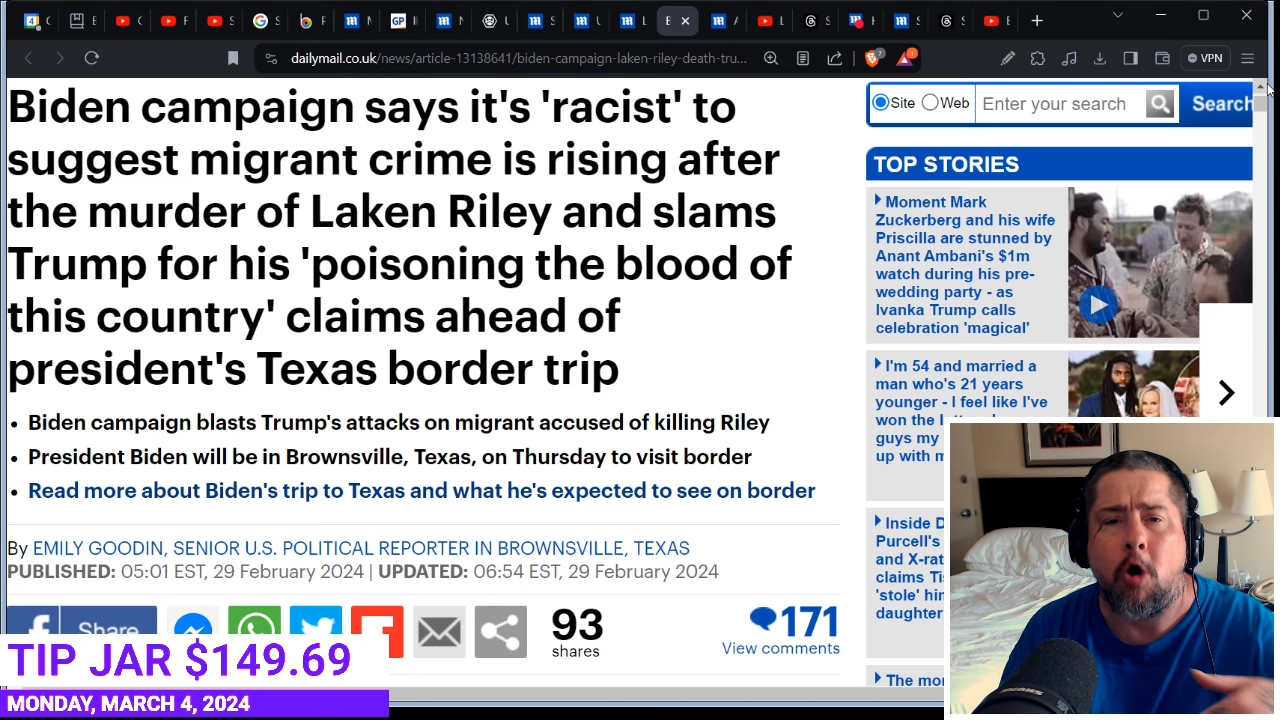 dailymail.co.uk/news/article-13138641/biden-campaign-laken-riley-death-tru...
VPN
Biden campaign says it's 'racist' to
suggest migrant crime is rising after
the murder of Laken Riley and slams
Trump for his 'poisoning the blood of
this country' claims ahead of
president's Texas border trip
• Biden campaign blasts Trump's attacks on migrant accused of killing Riley
• President Biden will be in Brownsville, Texas, on Thursday to visit border
• Read more about Biden's trip to Texas and what he's expected to see on border
By EMILY GOODIN, SENIOR U.S. POLITICAL REPORTER IN BROWNSVILLE, TEXAS
PUBLISHED: 05:01 EST, 29 February 2024 | UPDATED: 06:54 EST, 29 February 2024
Share
93
shares
171
View comments
Site Web Enter your search Search
TOP STORIES
Moment Mark
Zuckerberg and his wife
Priscilla are stunned by
Anant Ambani's $1m
watch during his pre-
wedding party - as
Ivanka Trump calls
celebration 'magical'
I'm 54 and married a
man who's 21 years
younger - I feel like I've
won the
guys my
up with
Inside
Purcell's
and X-rat
claims
'stole'
daughter
The
TIP JAR $149.69
MONDAY, MARCH 4, 2024